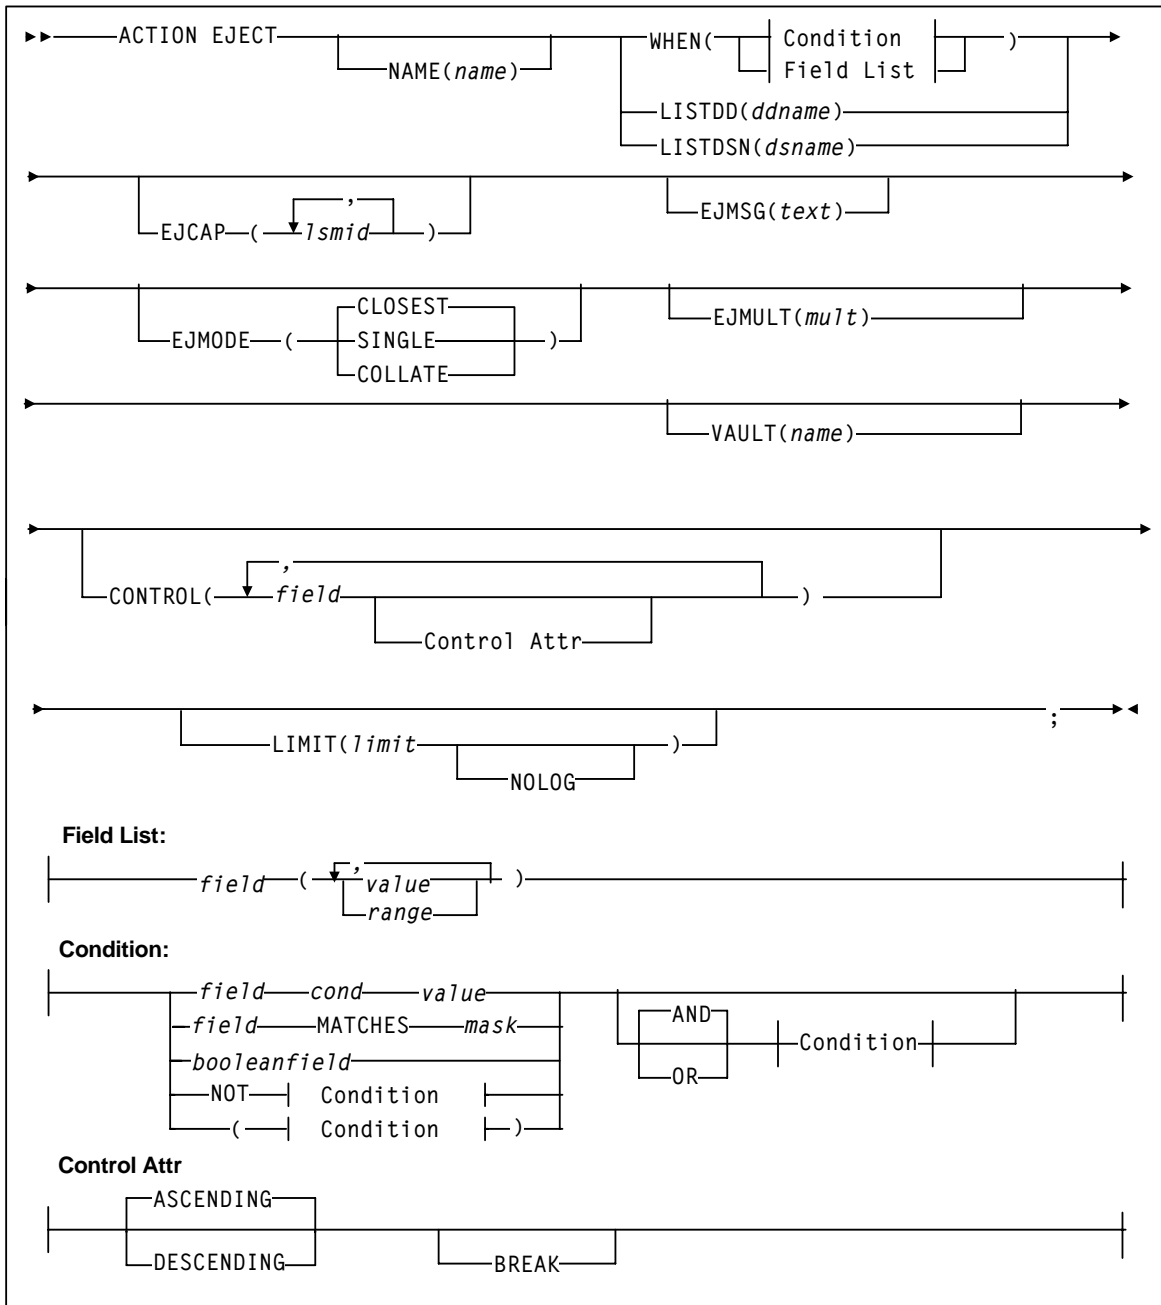 ACTION EJECT
NAME(name)
WHEN(
Condition
Field List
)
LISTDD(ddname)
LISTDSN(dsname)
EJCAP ( , lsmid )
EJMSG(text)
EJMODE (
CLOSEST
SINGLE
COLLATE
)
EJMULT(mult)
VAULT(name)
CONTROL( , field )
Control Attr
LIMIT(limit )
NOLOG
;
Field List:
field ( , value )
range
Condition:
field cond value
field MATCHES mask
booleanfield
NOT Condition
( Condition )
AND
OR
Condition
Control Attr
ASCENDING
DESCENDING
BREAK